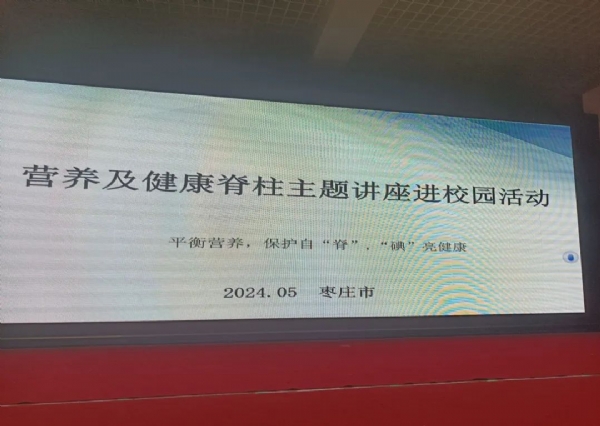 营养及健康脊柱主题讲座进校园活动
平衡营养，保护自“脊”、“碘”亮健康
2024.05 枣庄市